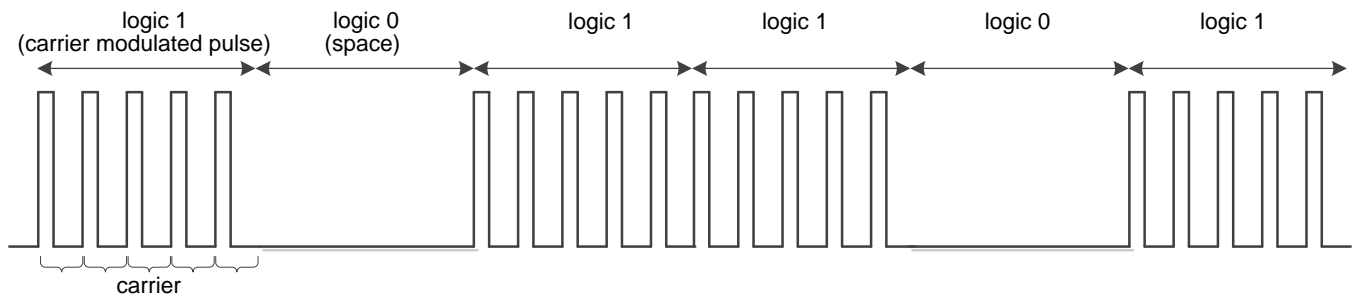 logic 1
(carrier modulated pulse)
logic 0
(space)
logic 1
logic 1
logic 0
logic 1
carrier